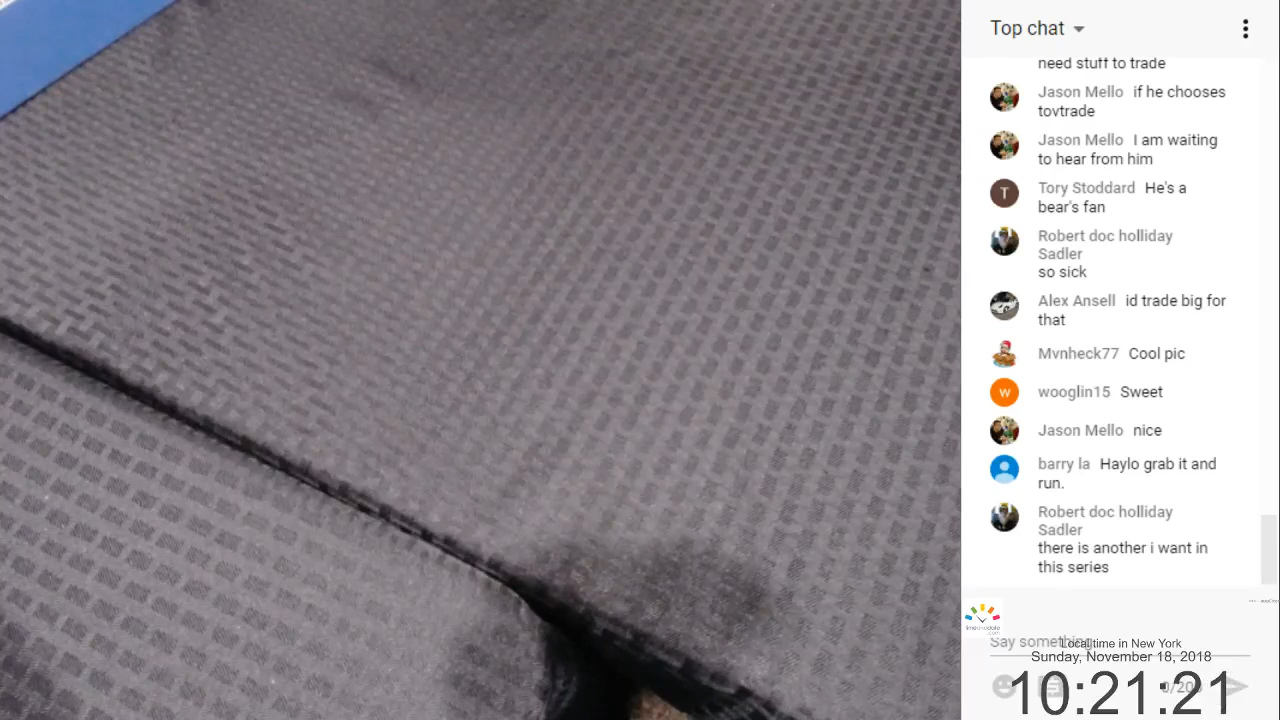 Top chat
need stuff to trade
Jason Mello if he chooses
tovtrade
Jason Mello I am waiting
to hear from him
T
Tory Stoddard He's a
bear's fan
Robert doc holliday
Sadler
so sick
Alex Ansell id trade big for
that
Mvnheck77 Cool pic
w
wooglin15 Sweet
Jason Mello nice
barry la Haylo grab it and
run.
Robert doc holliday
Sadler
there is another i want in
this series
Say something
Local time in New York
Sunday, November 18, 2018
0/200
10:21:21